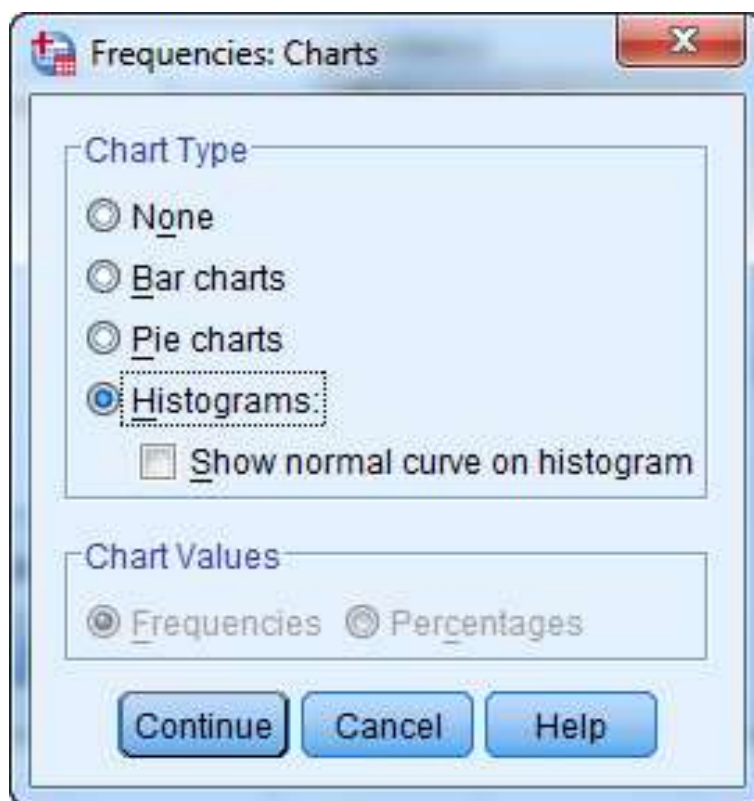 Frequencies: Charts
Chart Type
None
Bar charts
Pie charts
Histograms:
Show normal curve on histogram
Chart Values
Frequencies Percentages
Continue Cancel Help